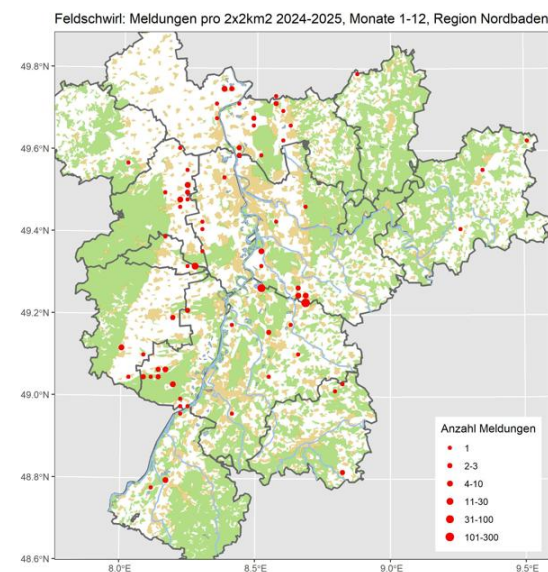 Feldschwirl: Meldungen pro 2x2km2 2024-2025, Monate 1-12, Region Nordbaden
49.8°N
49.6°N
49.4°N
49.2°N
49.0°N
48.8°N
48.6°N
Anzahl Meldungen
1
2-3
4-10
11-30
31-100
101-300
8.0°E
8.5°E
9.0°E
9.5°E